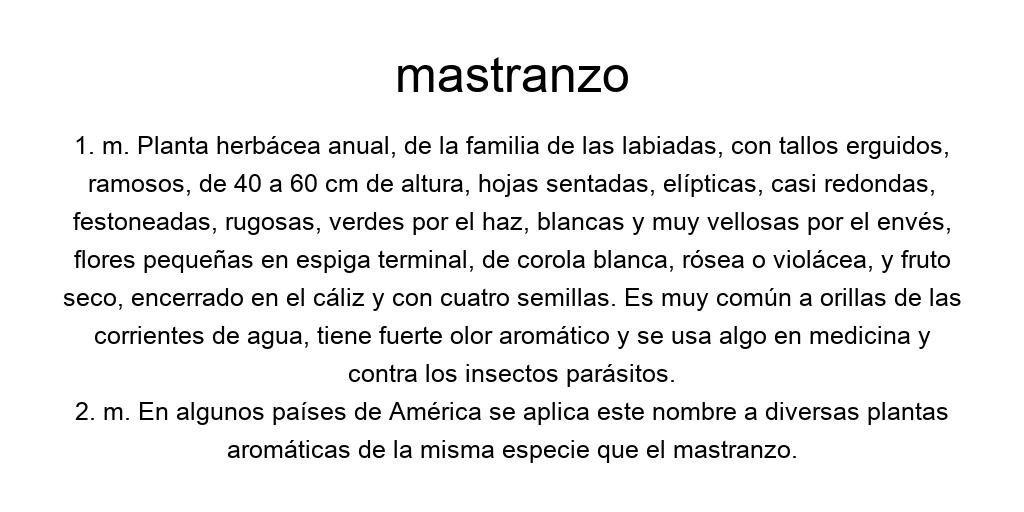 mastranzo
1. m. Planta herbácea anual, de la familia de las labiadas, con tallos erguidos,
ramosos, de 40 a 60 cm de altura, hojas sentadas, elípticas, casi redondas,
festoneadas, rugosas, verdes por el haz, blancas y muy vellosas por el envés,
flores pequeñas en espiga terminal, de corola blanca, rósea o violácea, y fruto
seco, encerrado en el cáliz y con cuatro semillas. Es muy común a orillas de las
corrientes de agua, tiene fuerte olor aromático y se usa algo en medicina y
contra los insectos parásitos.
2. m. En algunos países de América se aplica este nombre a diversas plantas
aromáticas de la misma especie que el mastranzo.